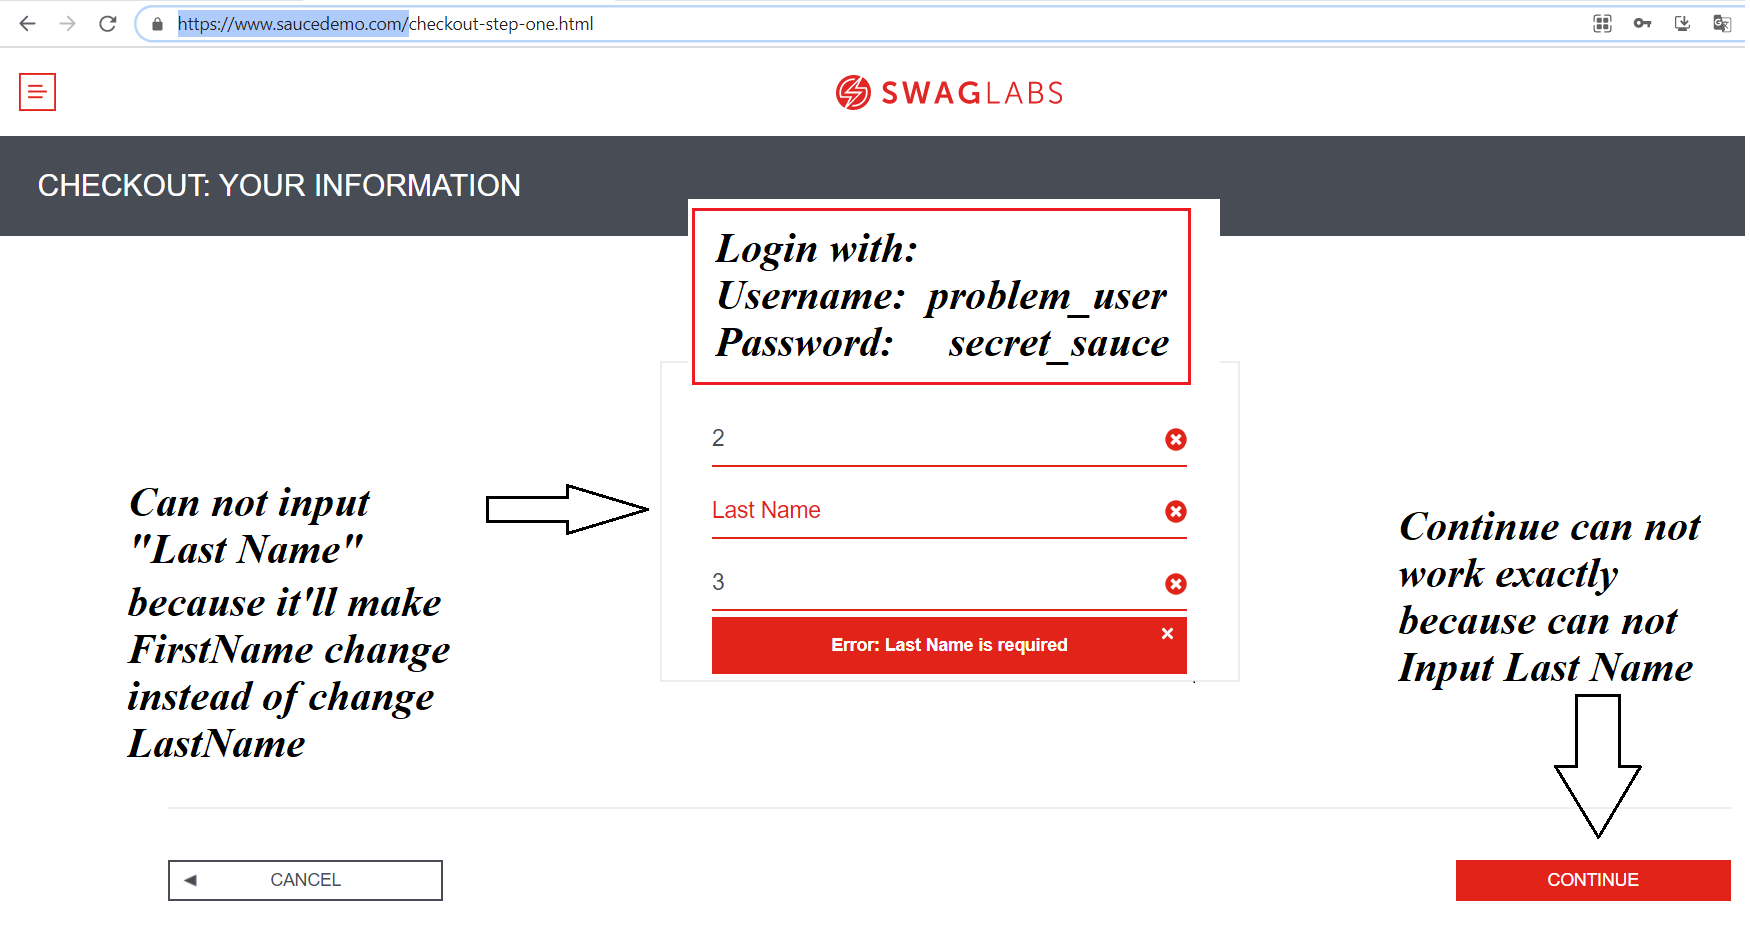 https://www.saucedemo.com/checkout-step-one.html
SWAGLABS
CHECKOUT: YOUR INFORMATION
Login with:
Username: problem_user
Password: secret_sauce
2
Last Name
3
Error: Last Name is required
Can not input
"Last Name"
because it'll make
FirstName change
instead of change
LastName
Continue can not
work exactly
because can not
Input Last Name
CANCEL
CONTINUE